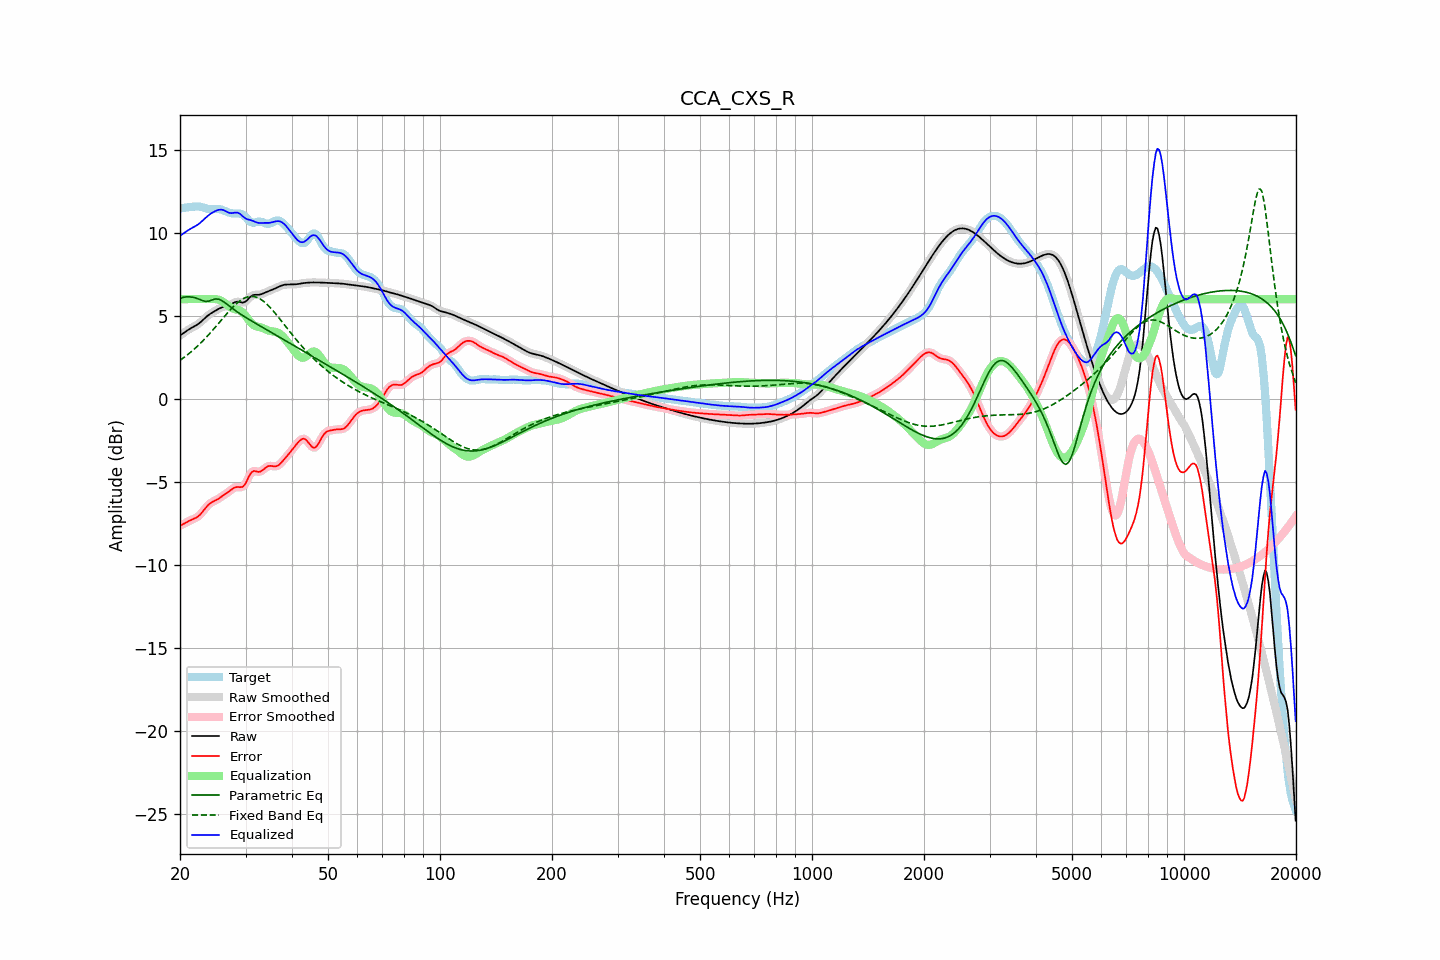 CCA_CXS_R
Amplitude (dBr)
15
10
5
0
−5
−10
−15
−20
−25
Target
Raw Smoothed
Error Smoothed
Raw
Error
Equalization
Parametric Eq
Fixed Band Eq
Equalized
20 50 100 200 500 1000 2000 5000 10000 20000
Frequency (Hz)